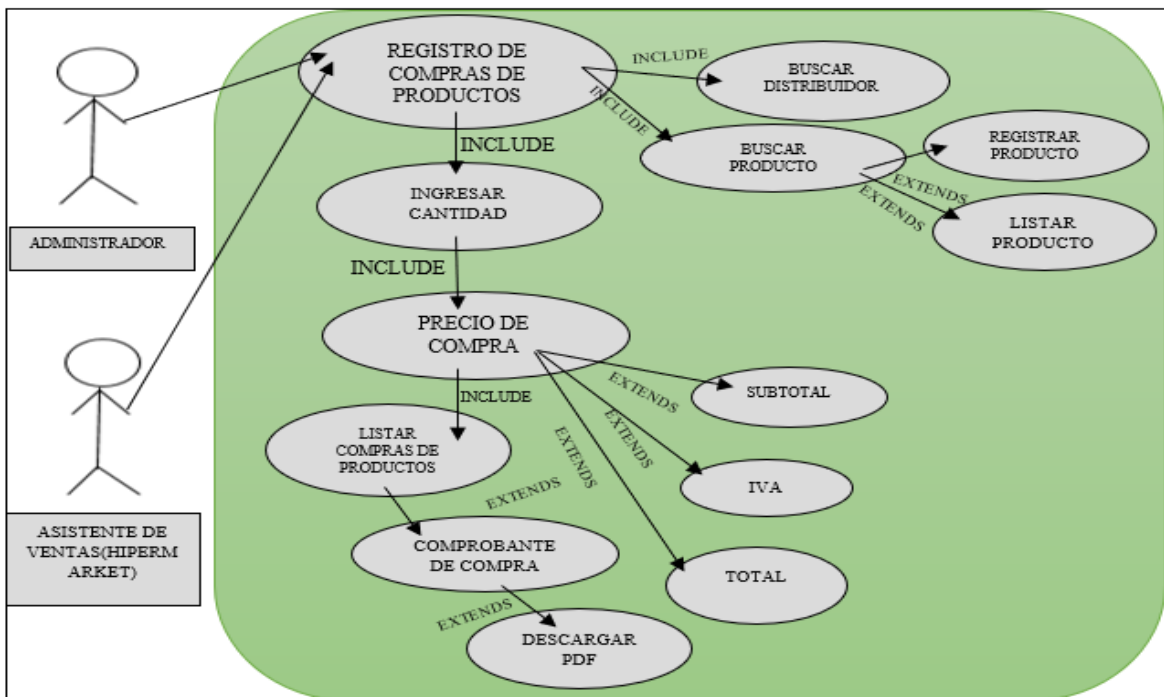 REGISTRO DE
COMPRAS DE
PRODUCTOS
INCLUDE
BUSCAR
DISTRIBUIDOR
INCLUDE
BUSCAR
PRODUCTO
REGISTRAR
PRODUCTO
EXTENDS
EXTENDS
LISTAR
PRODUCTO
INCLUDE
INGRESAR
CANTIDAD
ADMINISTRADOR
INCLUDE
PRECIO DE
COMPRA
EXTENDS
SUBTOTAL
EXTENDS
IVA
EXTENDS
TOTAL
INCLUDE
LISTAR
COMPRAS DE
PRODUCTOS
EXTENDS
COMPROBANTE
DE COMPRA
EXTENDS
DESCARGAR
PDF
ASISTENTE DE
VENTAS(HIPERM
ARKET)